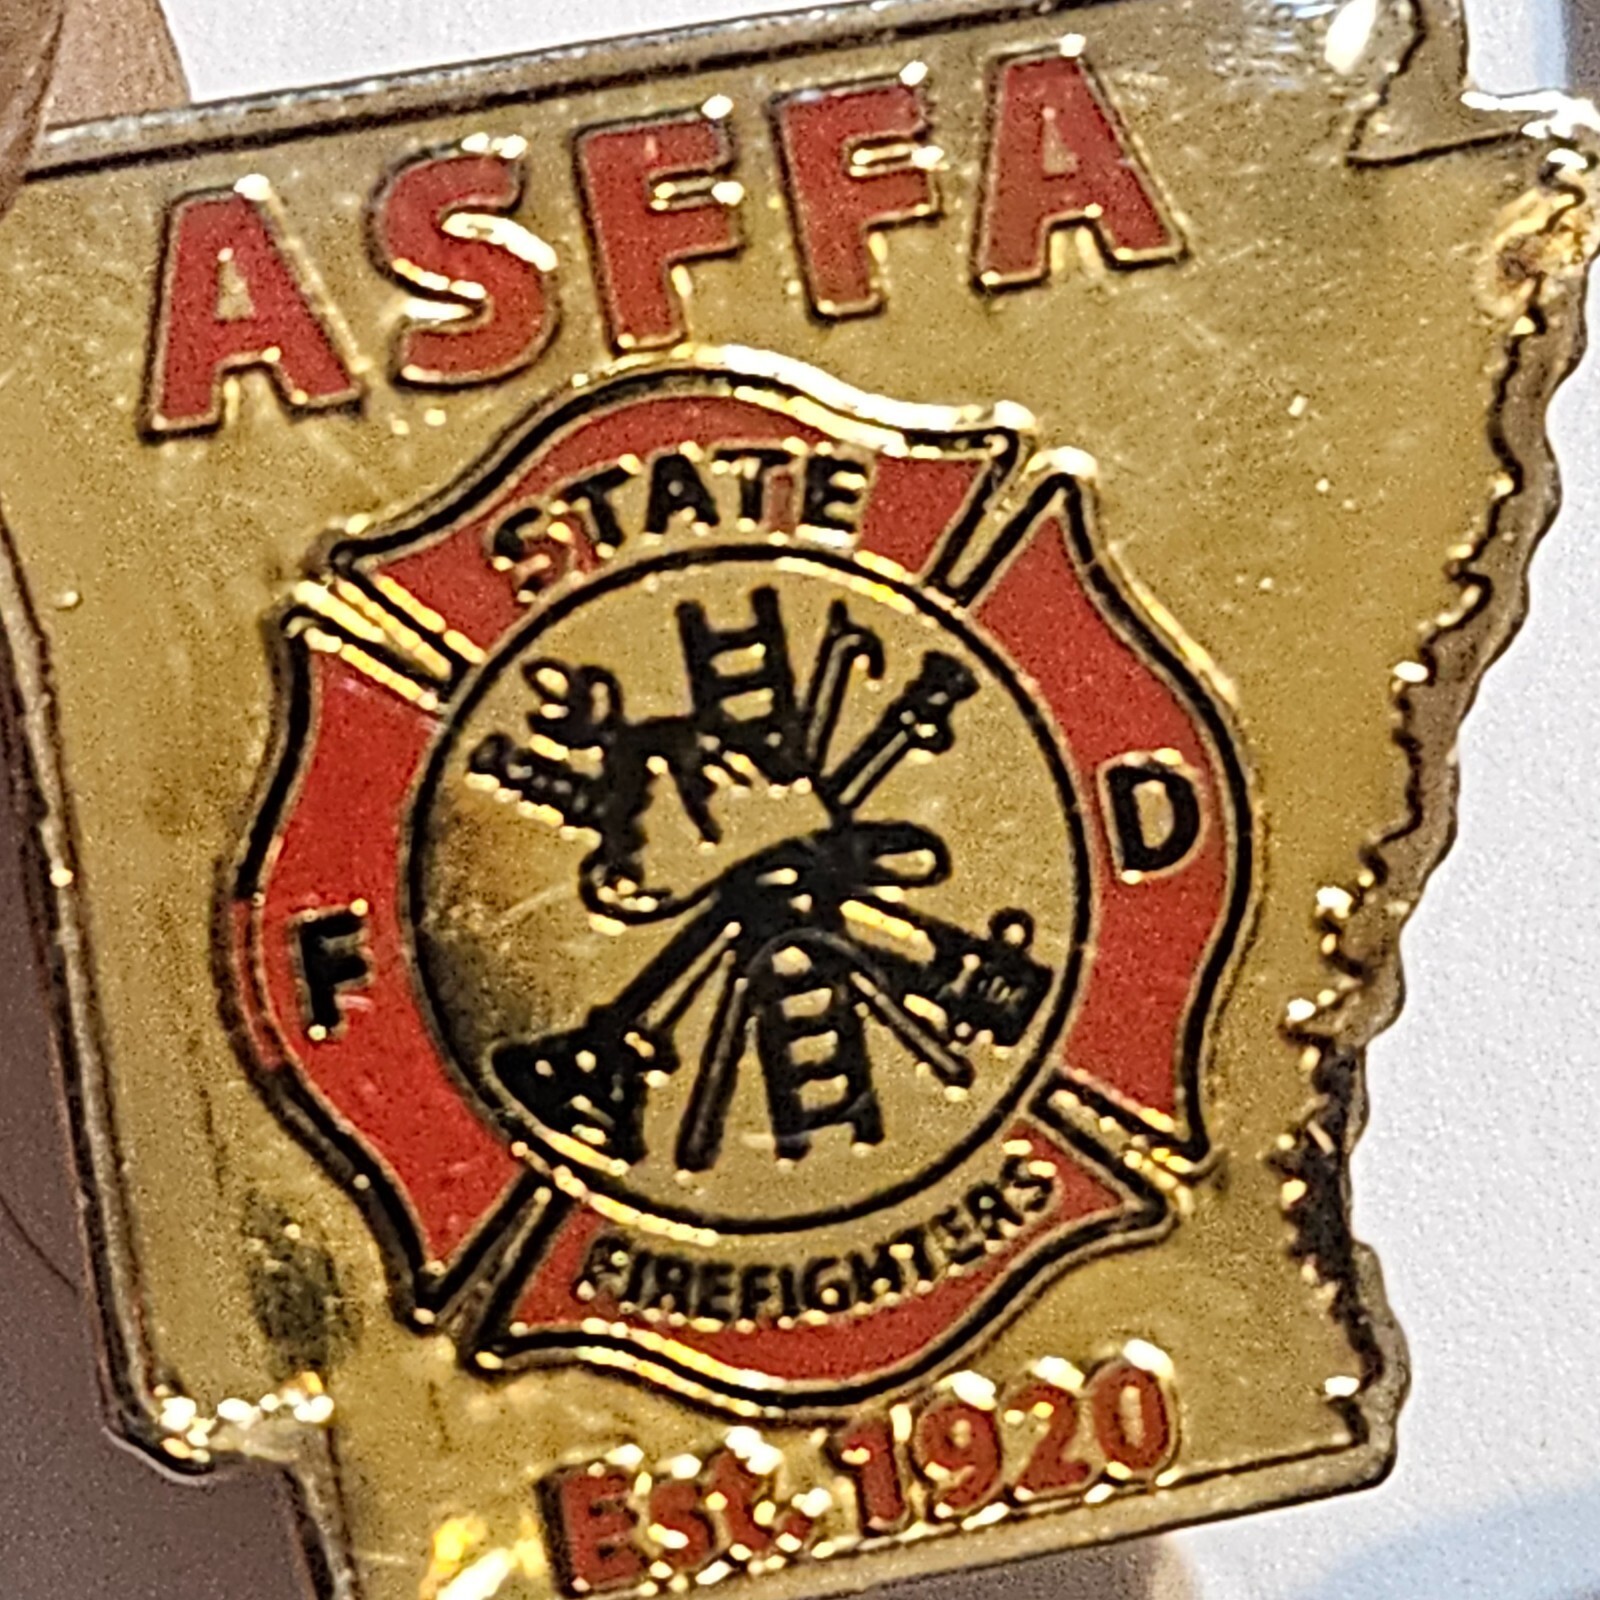 ASFFA
STATE
F D
FIREFIGHTERS
Est. 1920